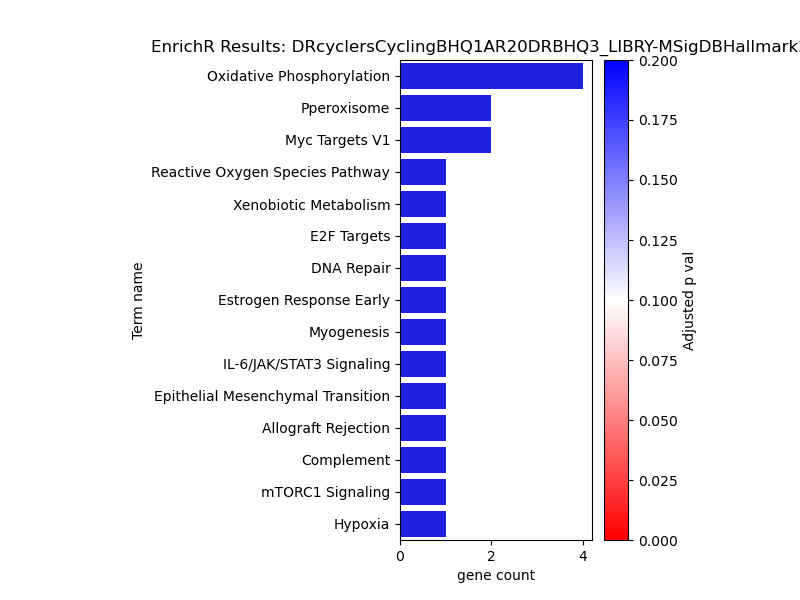 EnrichR Results: DRcyclersCyclingBHQ1AR20DRBHQ3_LIBRY-MSigDBHallmark
Oxidative Phosphorylation
Pperoxisome
Myc Targets V1
Reactive Oxygen Species Pathway
Xenobiotic Metabolism
E2F Targets
DNA Repair
Estrogen Response Early
Myogenesis
IL-6/JAK/STAT3 Signaling
Epithelial Mesenchymal Transition
Allograft Rejection
Complement
mTORC1 Signaling
Hypoxia
Term name
0 2 4
gene count
0.200
0.175
0.150
0.125
0.100
0.075
0.050
0.025
0.000
Adjusted p val